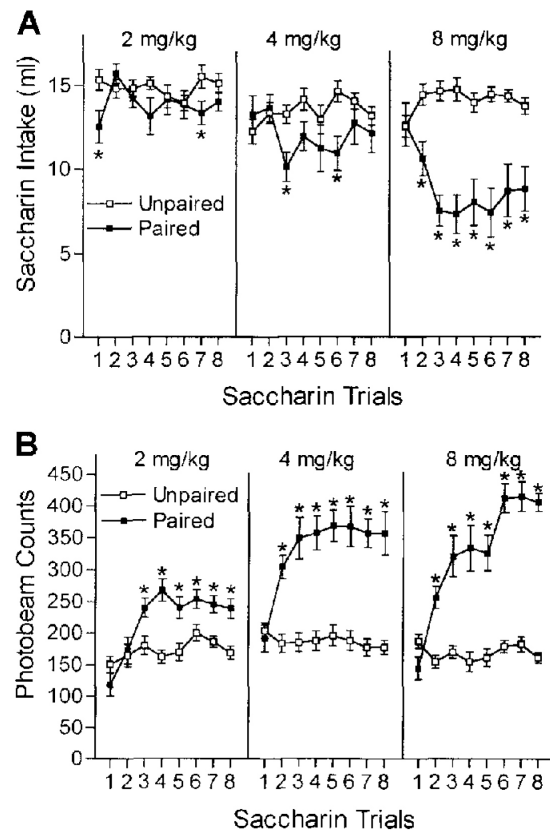 A
2 mg/kg 4 mg/kg 8 mg/kg
Saccharin Intake (ml)
15
10
5
0
Unpaired
Paired
* * * * * * * * * * *
1 2 3 4 5 6 7 8 1 2 3 4 5 6 7 8 1 2 3 4 5 6 7 8
Saccharin Trials
B
2 mg/kg 4 mg/kg 8 mg/kg
Photobeam Counts
450
400
350
300
250
200
150
100
50
0
Unpaired
Paired
* * * * * * * * * * * * * * * * * * * *
1 2 3 4 5 6 7 8 1 2 3 4 5 6 7 8 1 2 3 4 5 6 7 8
Saccharin Trials